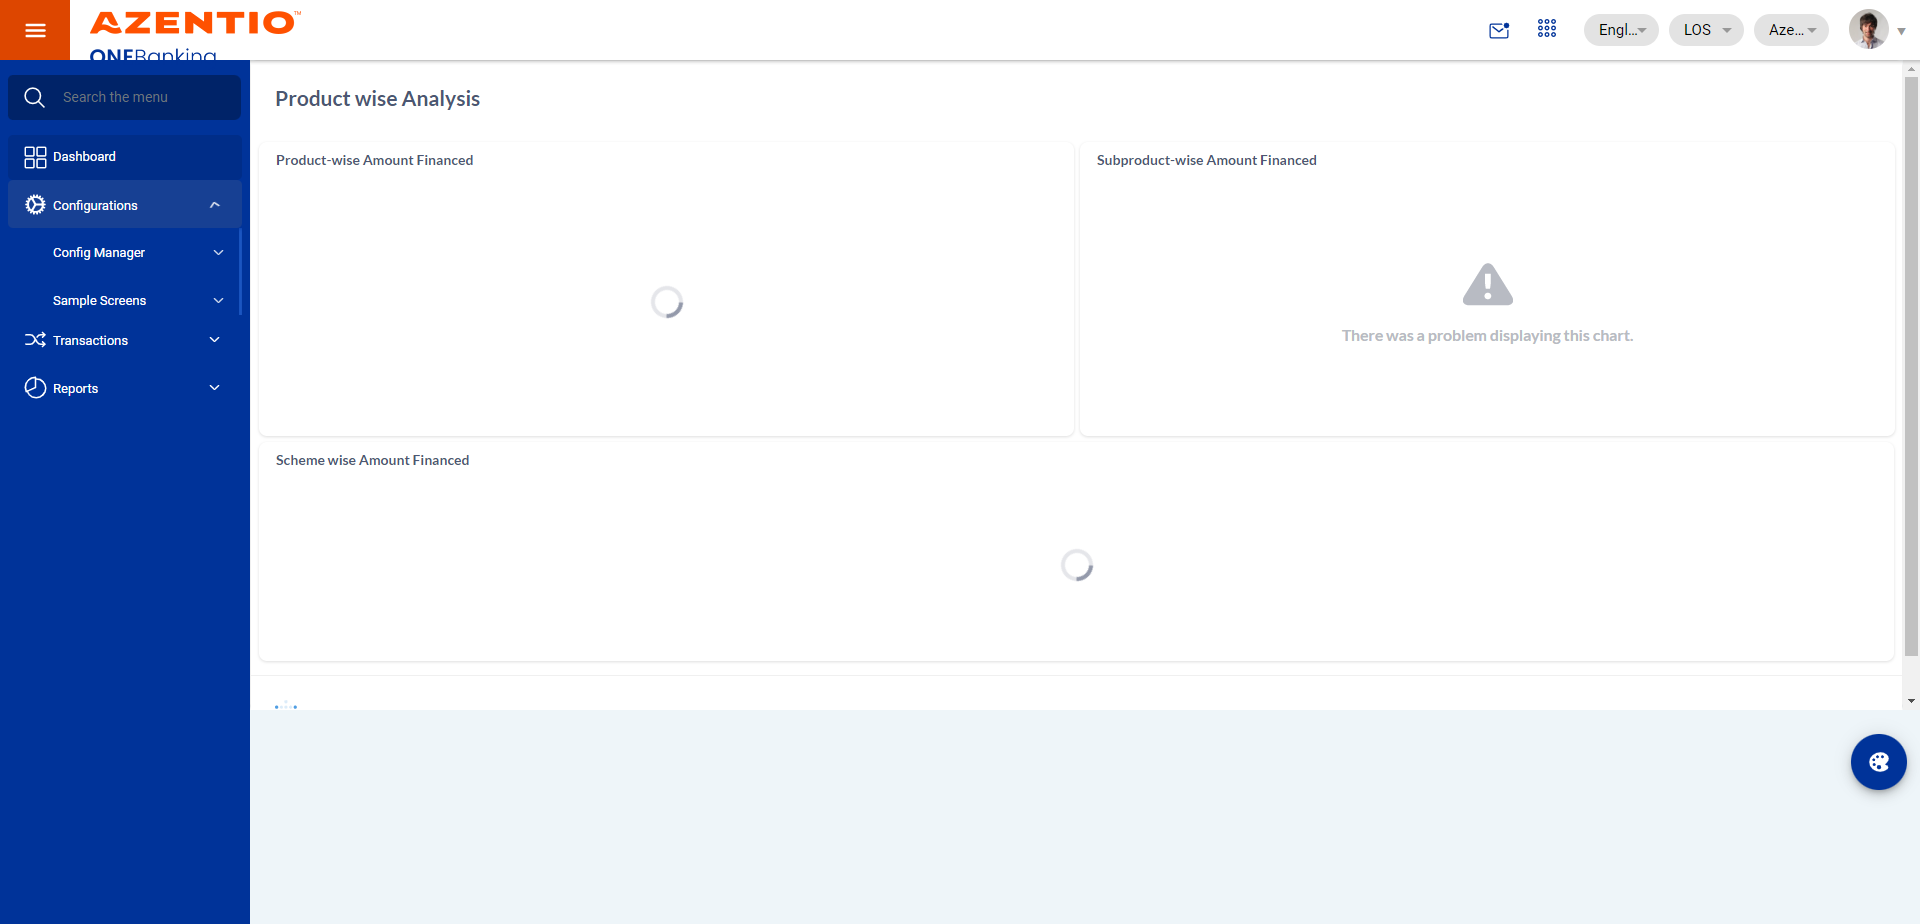 AZENTIO™
ONEBanking
Engl...
LOS
Aze...
Search the menu
Dashboard
Configurations
Config Manager
Sample Screens
Transactions
Reports
Product wise Analysis
Product-wise Amount Financed
Subproduct-wise Amount Financed
There was a problem displaying this chart.
Scheme wise Amount Financed